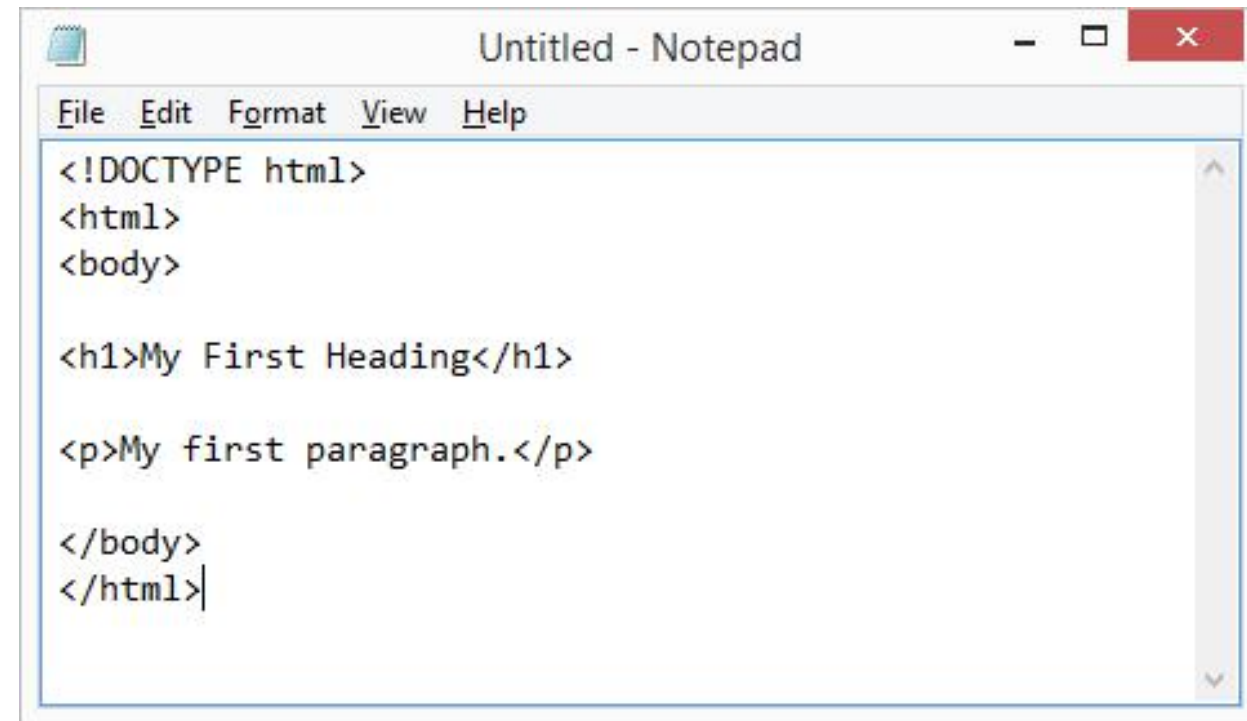 Untitled - Notepad
File Edit Format View Help
<!DOCTYPE html>
<html>
<body>
<h1>My First Heading</h1>
<p>My first paragraph.</p>
</body>
</html>